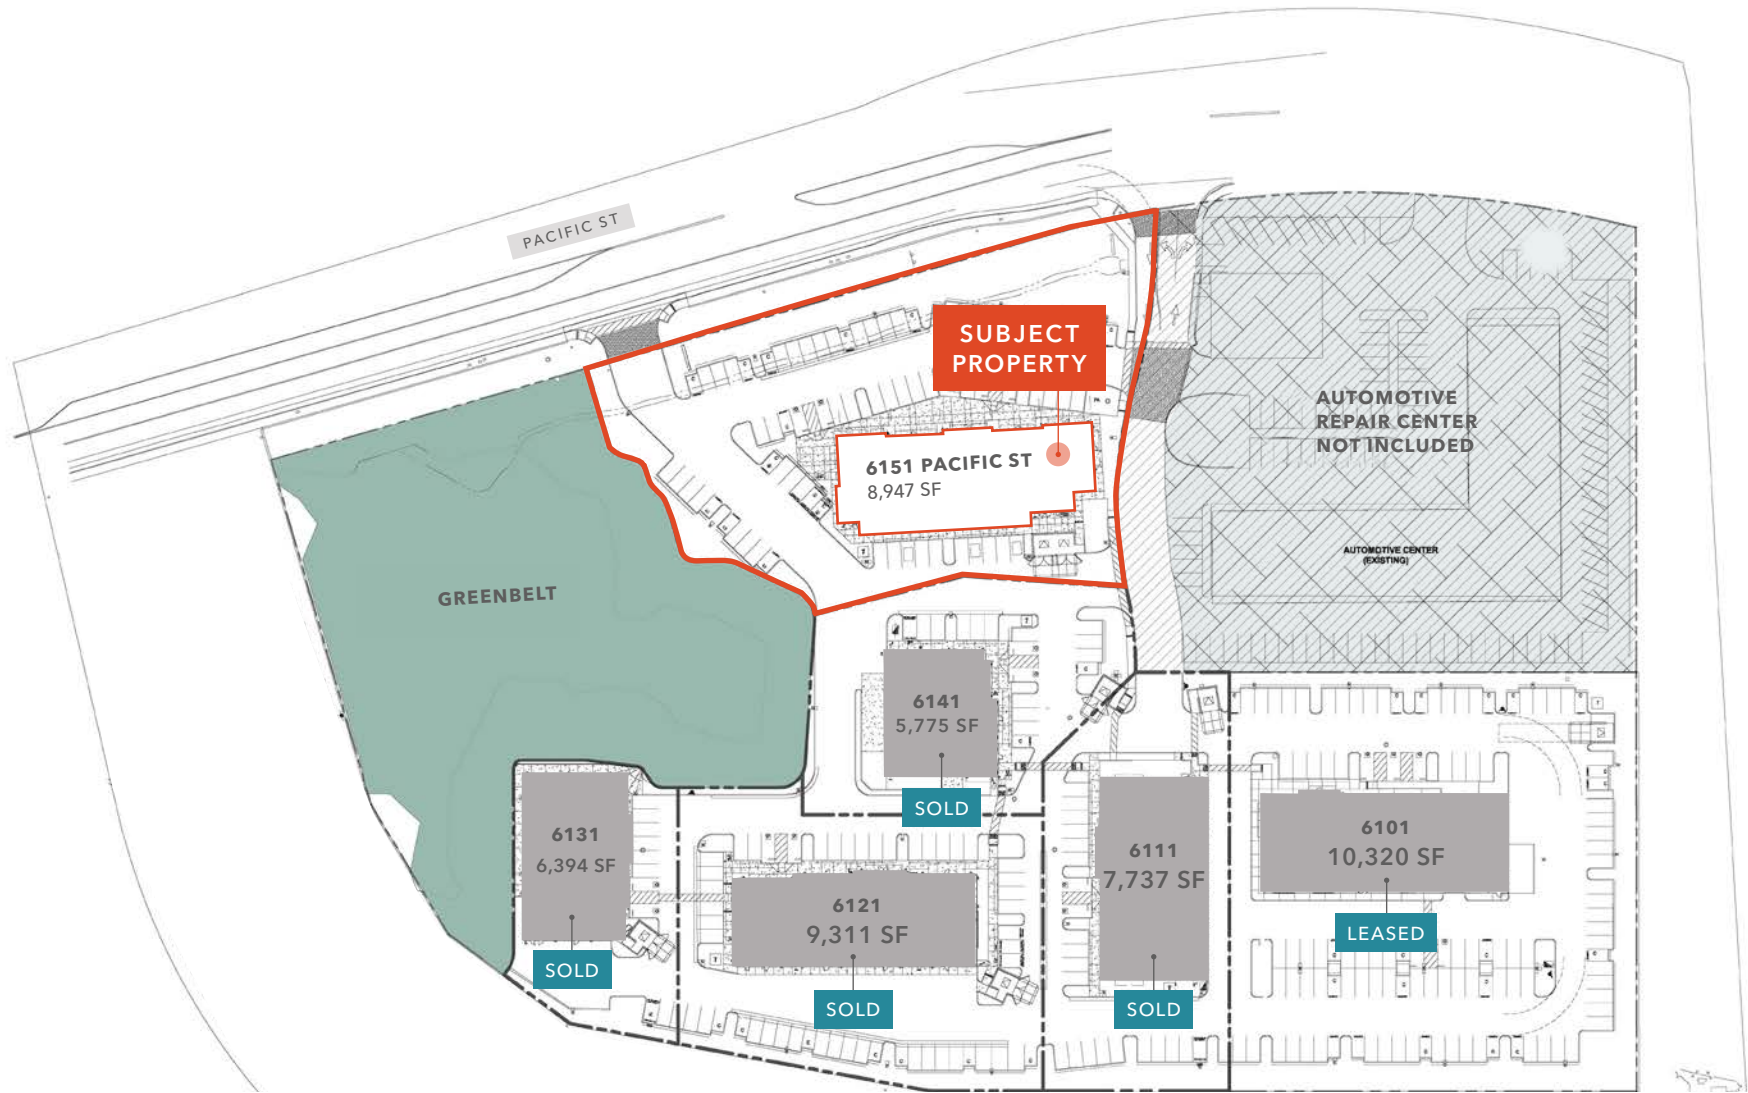 PACIFIC ST
SUBJECT
PROPERTY
6151 PACIFIC ST
8,947 SF
AUTOMOTIVE
REPAIR CENTER
NOT INCLUDED
AUTOMOTIVE CENTER
(EXISTING)
GREENBELT
6141
5,775 SF
SOLD
6131
6,394 SF
SOLD
6121
9,311 SF
SOLD
6111
7,737 SF
SOLD
6101
10,320 SF
LEASED